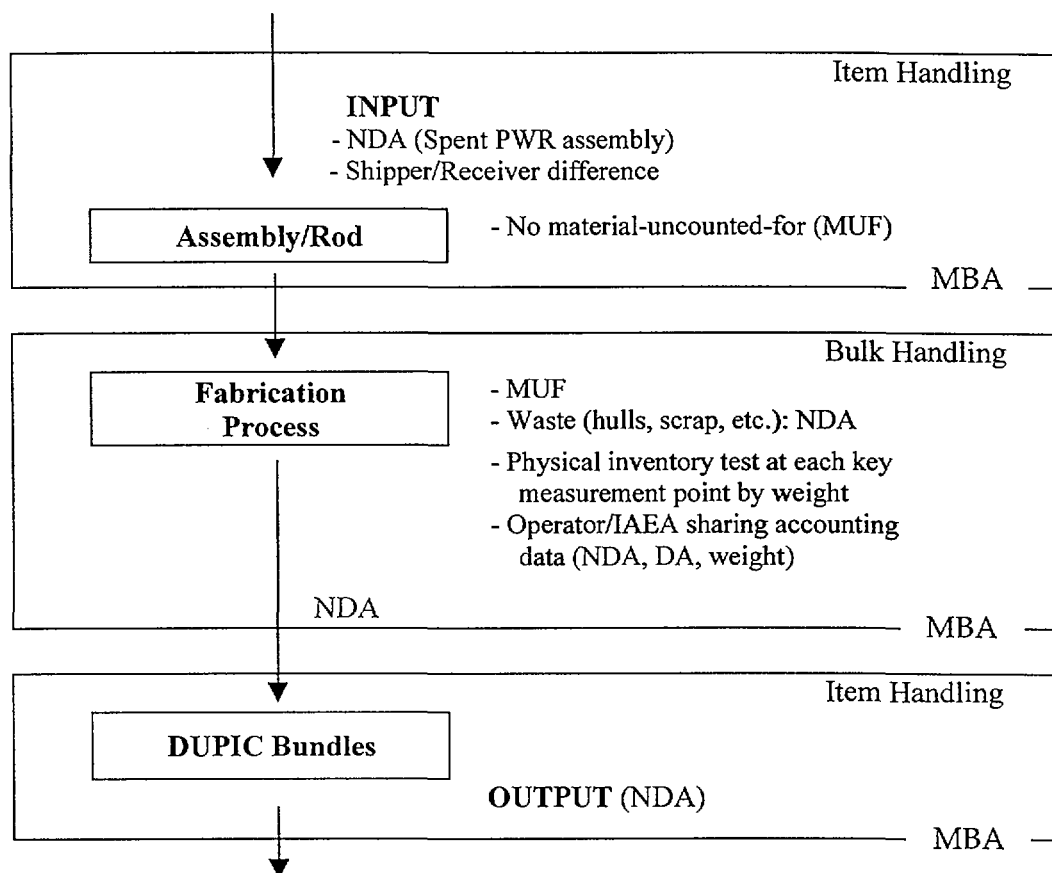 Item Handling
INPUT
- NDA (Spent PWR assembly)
- Shipper/Receiver difference
Assembly/Rod
- No material-uncounted-for (MUF)
MBA
Bulk Handling
Fabrication
Process
- MUF
- Waste (hulls, scrap, etc.): NDA
- Physical inventory test at each key
measurement point by weight
- Operator/IAEA sharing accounting
data (NDA, DA, weight)
NDA
MBA
Item Handling
DUPIC Bundles
OUTPUT (NDA)
MBA